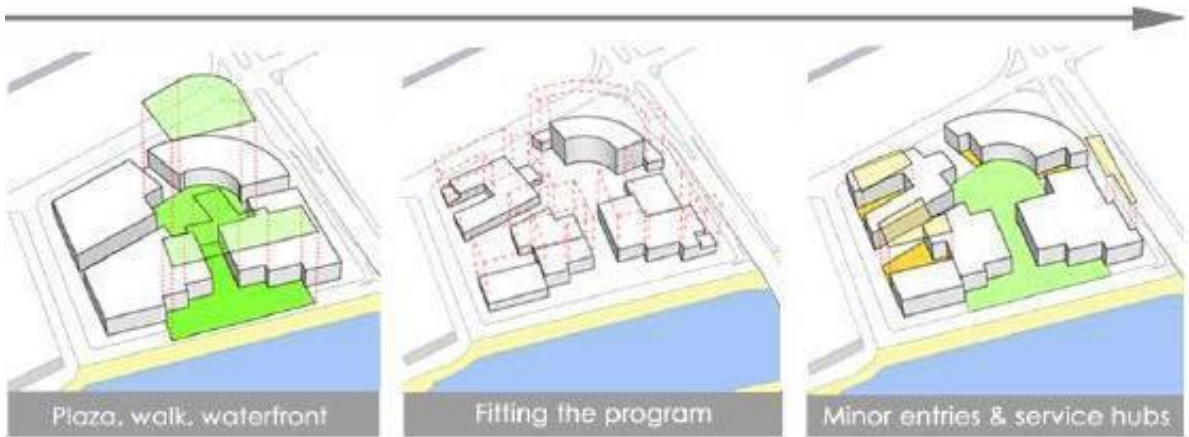 Plaza, walk, waterfront
Fitting the program
Minor entries & service hubs